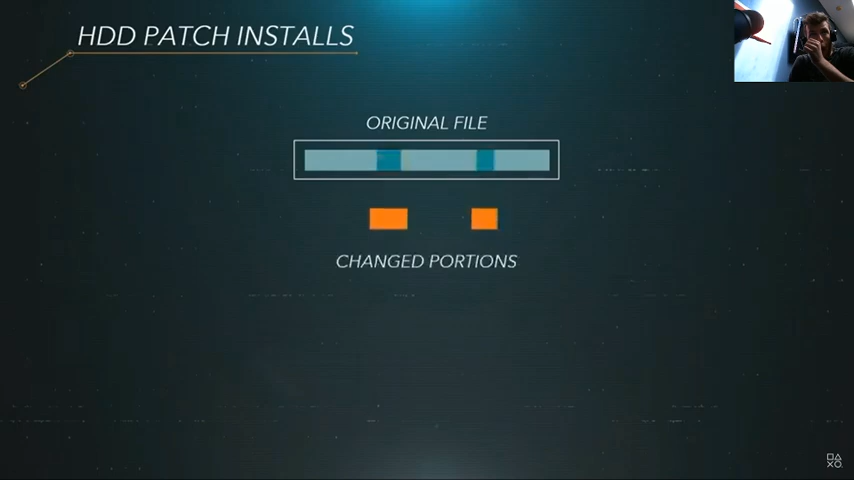 HDD PATCH INSTALLS
ORIGINAL FILE
CHANGED PORTIONS